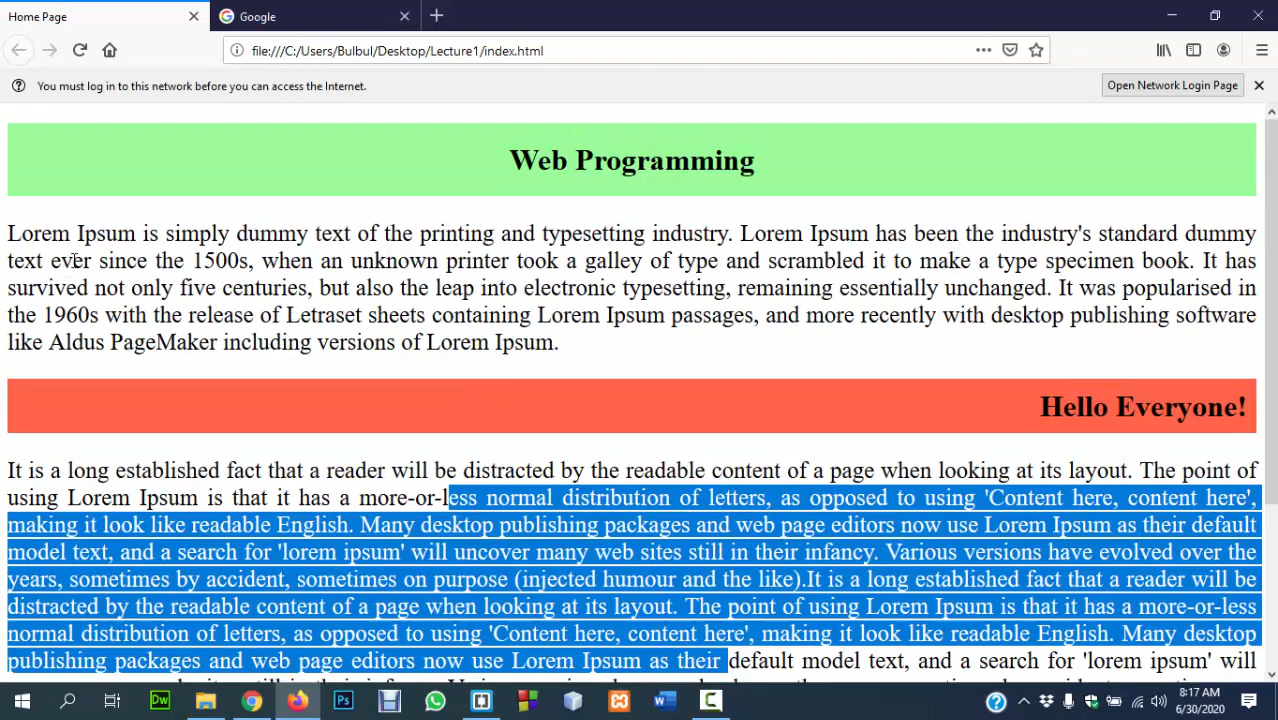 Home Page
Google
file:///C:/Users/Bulbul/Desktop/Lecture1/index.html
You must log in to this network before you can access the Internet.
Open Network Login Page
Web Programming
Lorem Ipsum is simply dummy text of the printing and typesetting industry. Lorem Ipsum has been the industry's standard dummy
text ever since the 1500s, when an unknown printer took a galley of type and scrambled it to make a type specimen book. It has
survived not only five centuries, but also the leap into electronic typesetting, remaining essentially unchanged. It was popularised in
the 1960s with the release of Letraset sheets containing Lorem Ipsum passages, and more recently with desktop publishing software
like Aldus PageMaker including versions of Lorem Ipsum.
Hello Everyone!
It is a long established fact that a reader will be distracted by the readable content of a page when looking at its layout. The point of
using Lorem Ipsum is that it has a more-or-less normal distribution of letters, as opposed to using 'Content here, content here',
making it look like readable English. Many desktop publishing packages and web page editors now use Lorem Ipsum as their default
model text, and a search for 'lorem ipsum' will uncover many web sites still in their infancy. Various versions have evolved over the
years, sometimes by accident, sometimes on purpose (injected humour and the like).It is a long established fact that a reader will be
distracted by the readable content of a page when looking at its layout. The point of using Lorem Ipsum is that it has a more-or-less
normal distribution of letters, as opposed to using 'Content here, content here', making it look like readable English. Many desktop
publishing packages and web page editors now use Lorem Ipsum as their default model text, and a search for 'lorem ipsum' will
Dw
Ps
8:17 AM
6/30/2020